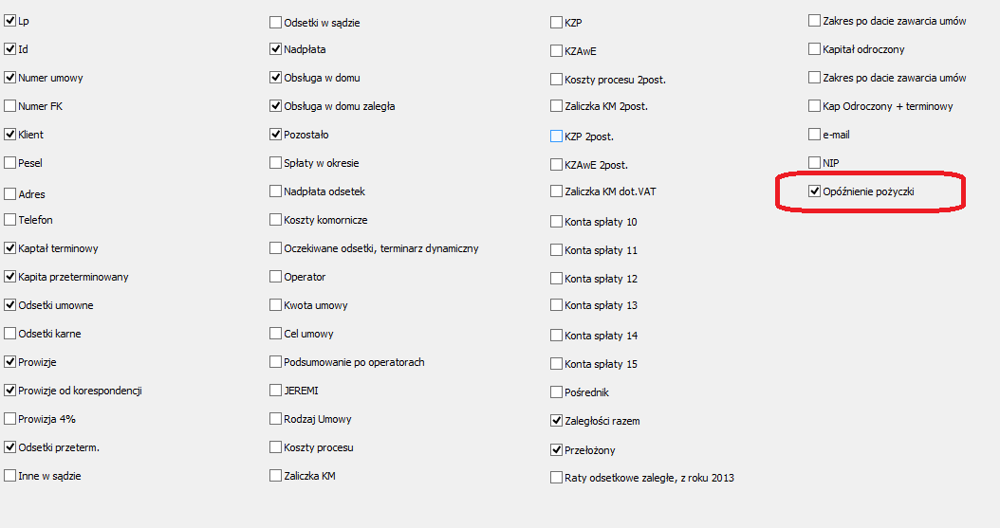 Lp
Id
Numer umowy
Numer FK
Klient
Pesel
Adres
Telefon
Kaptał terminowy
Kapita przeterminowany
Odsetki umowne
Odsetki karne
Prowizje
Prowizje od korespondencji
Prowizja 4%
Odsetki przeterm.
Inne w sądzie
Odsetki w sądzie
Nadpłata
Obsługa w domu
Obsługa w domu zaległa
Pozostało
Spłaty w okresie
Nadpłata odsetek
Koszty komornicze
Oczekiwane odsetki, terminarz dynamiczny
Operator
Kwota umowy
Cel umowy
Podsumowanie po operatorach
JEREMI
Rodzaj Umowy
Koszty procesu
Zaliczka KM
KZP
KZAwE
Koszty procesu 2post.
Zaliczka KM 2post.
KZP 2post.
KZAwE 2post.
Zaliczka KM dot.VAT
Konta spłaty 10
Konta spłaty 11
Konta spłaty 12
Konta spłaty 13
Konta spłaty 14
Konta spłaty 15
Pośrednik
Zaległości razem
Przełożony
Raty odsetkowe zaległe, z roku 2013
Zakres po dacie zawarcia umów
Kapitał odroczony
Zakres po dacie zawarcia umów
Kap Odroczony + terminowy
e-mail
NIP
Opóźnienie pożyczki